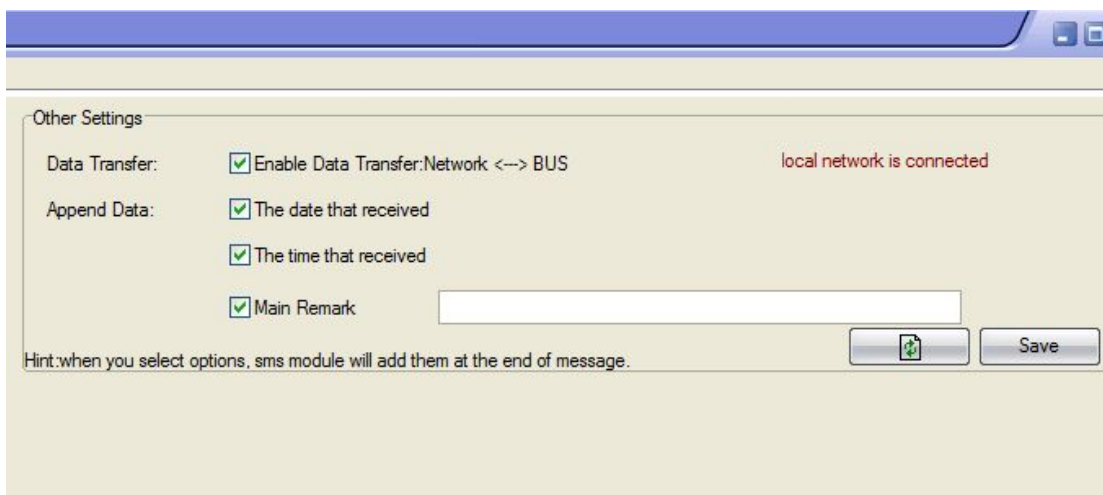 Other Settings
Data Transfer: Enable Data Transfer:Network <---> BUS local network is connected
Append Data: The date that received
The time that received
Main Remark
Save
Hint:when you select options, sms module will add them at the end of message.